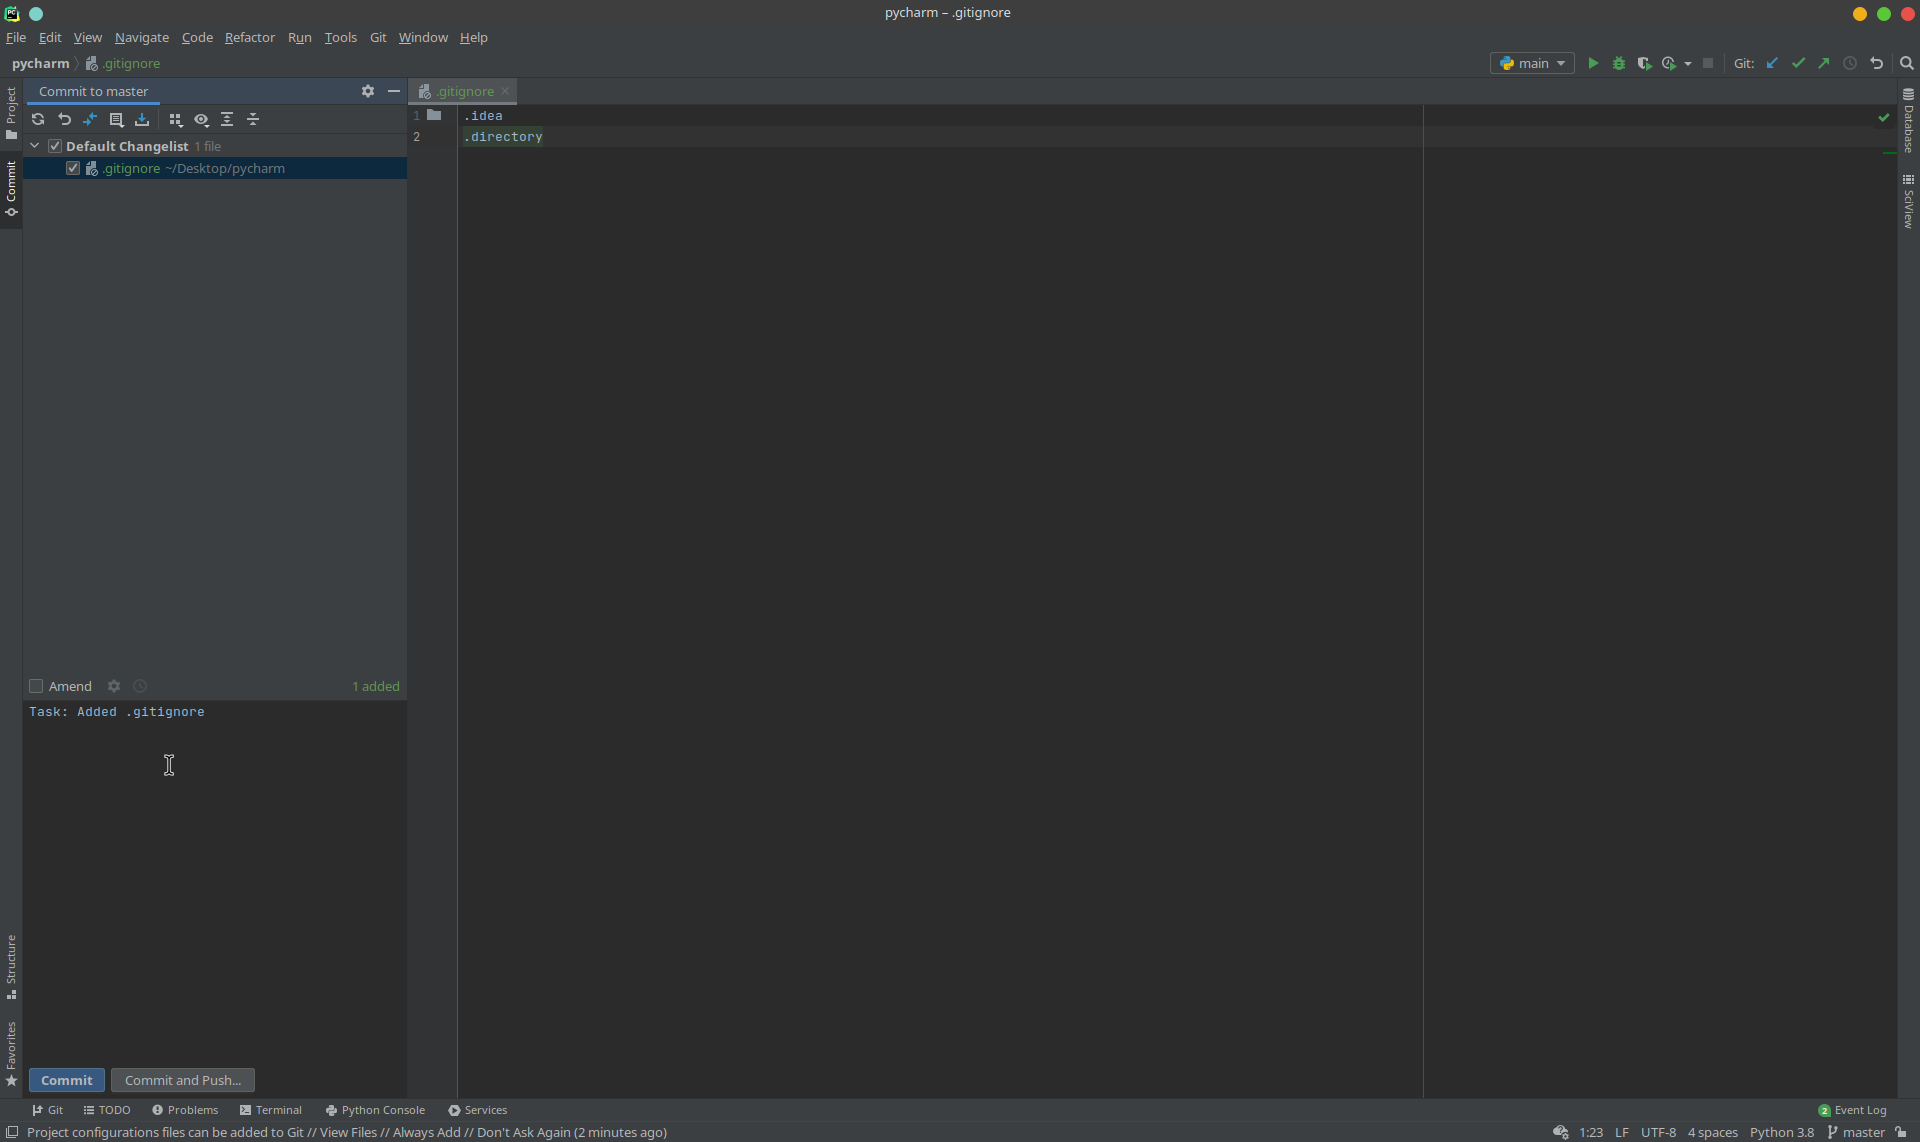 pycharm – .gitignore
File Edit View Navigate Code Refactor Run Tools Git Window Help
pycharm .gitignore
main Git:
Project
Commit
Structure
Favorites
Commit to master
Default Changelist 1 file
.gitignore ~/Desktop/pycharm
Amend 1 added
Task: Added .gitignore
Commit Commit and Push...
.gitignore
1 .idea
2 .directory
Database
SciView
Git TODO Problems Terminal Python Console Services 2 Event Log
Project configurations files can be added to Git // View Files // Always Add // Don't Ask Again (2 minutes ago) 1:23 LF UTF-8 4 spaces Python 3.8 master